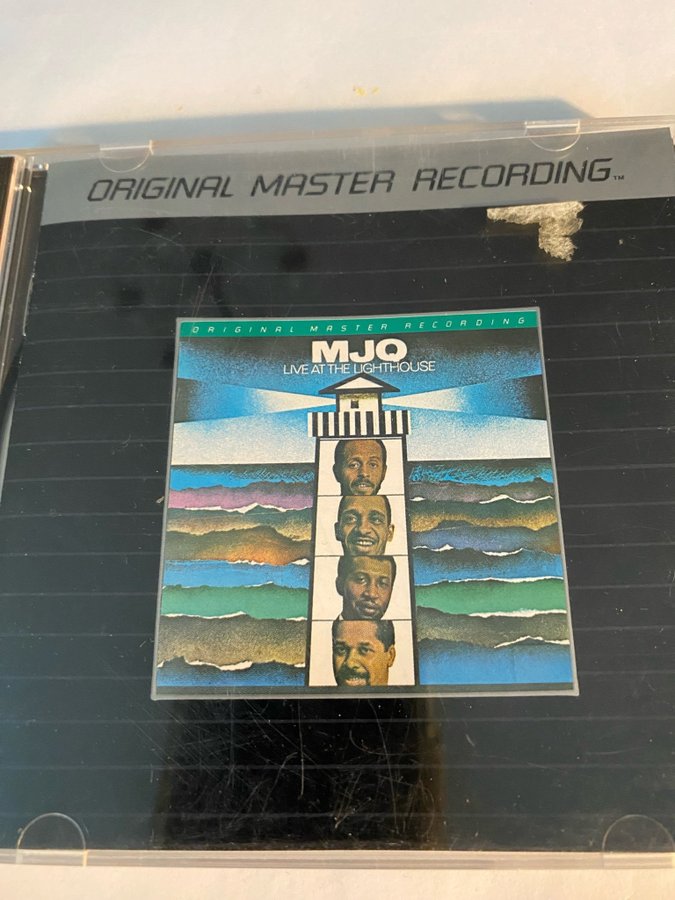 ORIGINAL MASTER RECORDING™
ORIGINAL MASTER RECORDING
MJQ
LIVE AT THE LIGHTHOUSE